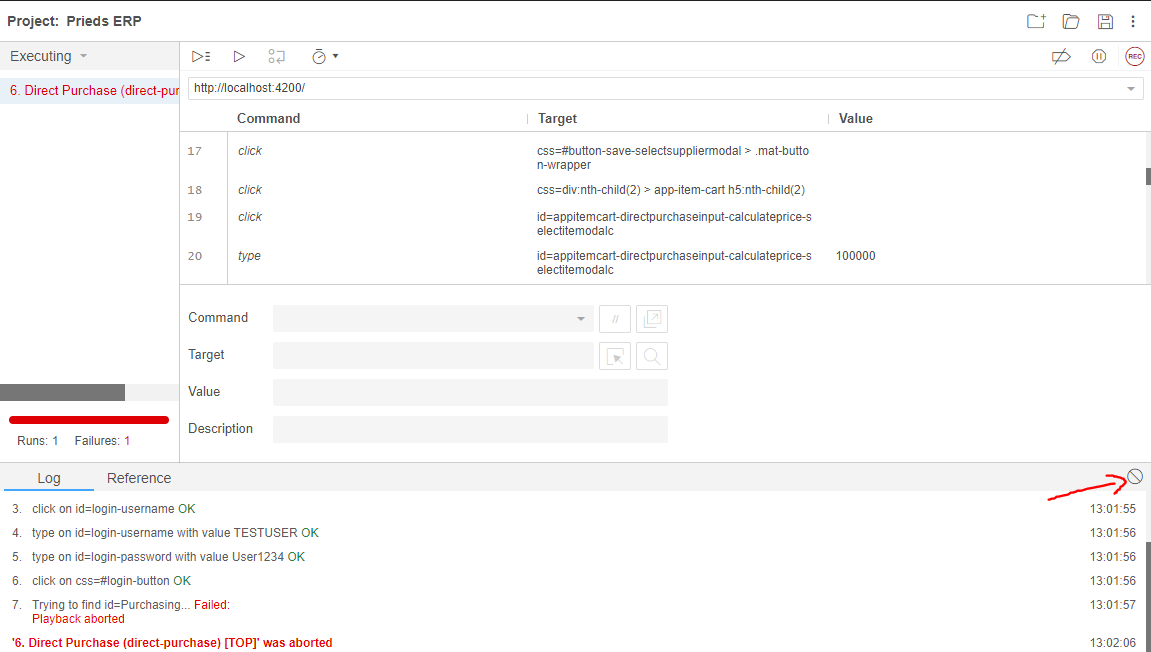 Project: Prieds ERP
Executing
REC
6. Direct Purchase (direct-pur
http://localhost:4200/
Command Target Value
17 click css=#button-save-selectsuppliermodal > .mat-butto
n-wrapper
18 click css=div:nth-child(2) > app-item-cart h5:nth-child(2)
19 click id=appitemcart-directpurchaseinput-calculateprice-s
electitemodalc
20 type id=appitemcart-directpurchaseinput-calculateprice-s 100000
electitemodalc
Command //
Target
Value
Description
Runs: 1 Failures: 1
Log Reference
3. click on id=login-username OK 13:01:55
4. type on id=login-username with value TESTUSER OK 13:01:56
5. type on id=login-password with value User1234 OK 13:01:56
6. click on css=#login-button OK 13:01:56
7. Trying to find id=Purchasing... Failed: 13:01:57
Playback aborted
'6. Direct Purchase (direct-purchase) [TOP]' was aborted 13:02:06